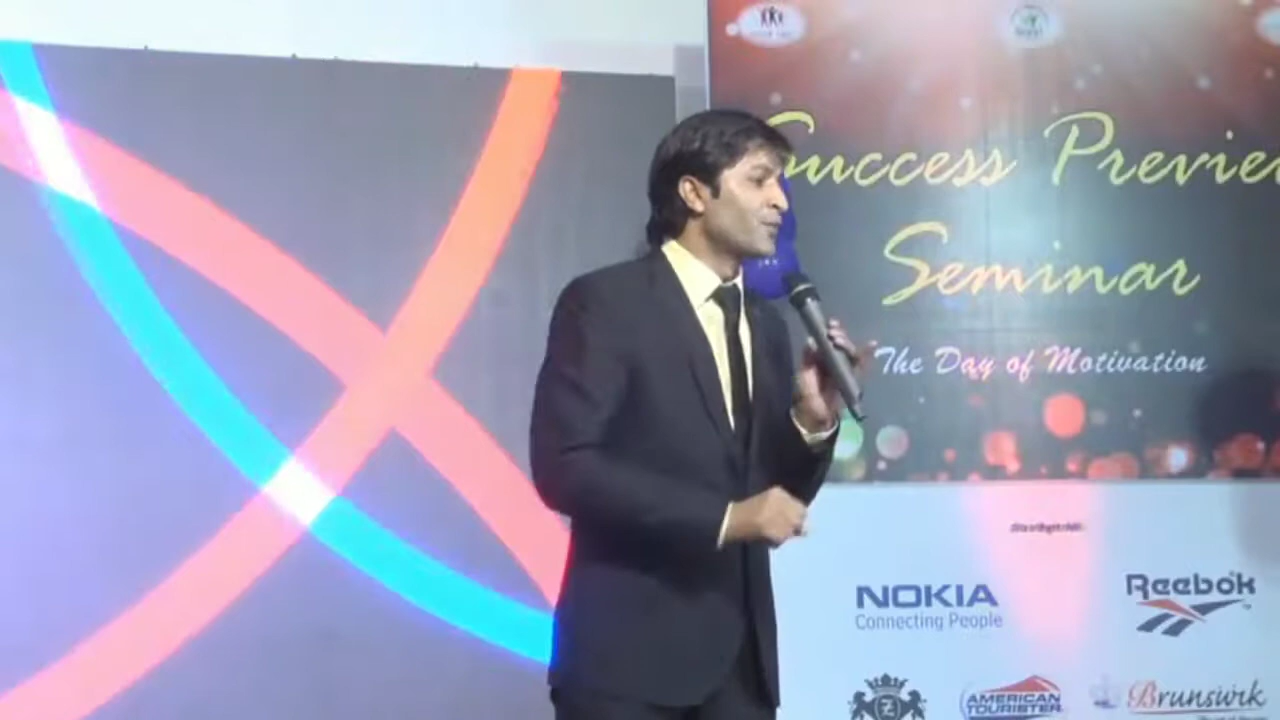 Success Previe
Seminar
The Day of Motivation
NOKIA
Connecting People
Reebok
AMERICAN
TOURISTER
Brunswick